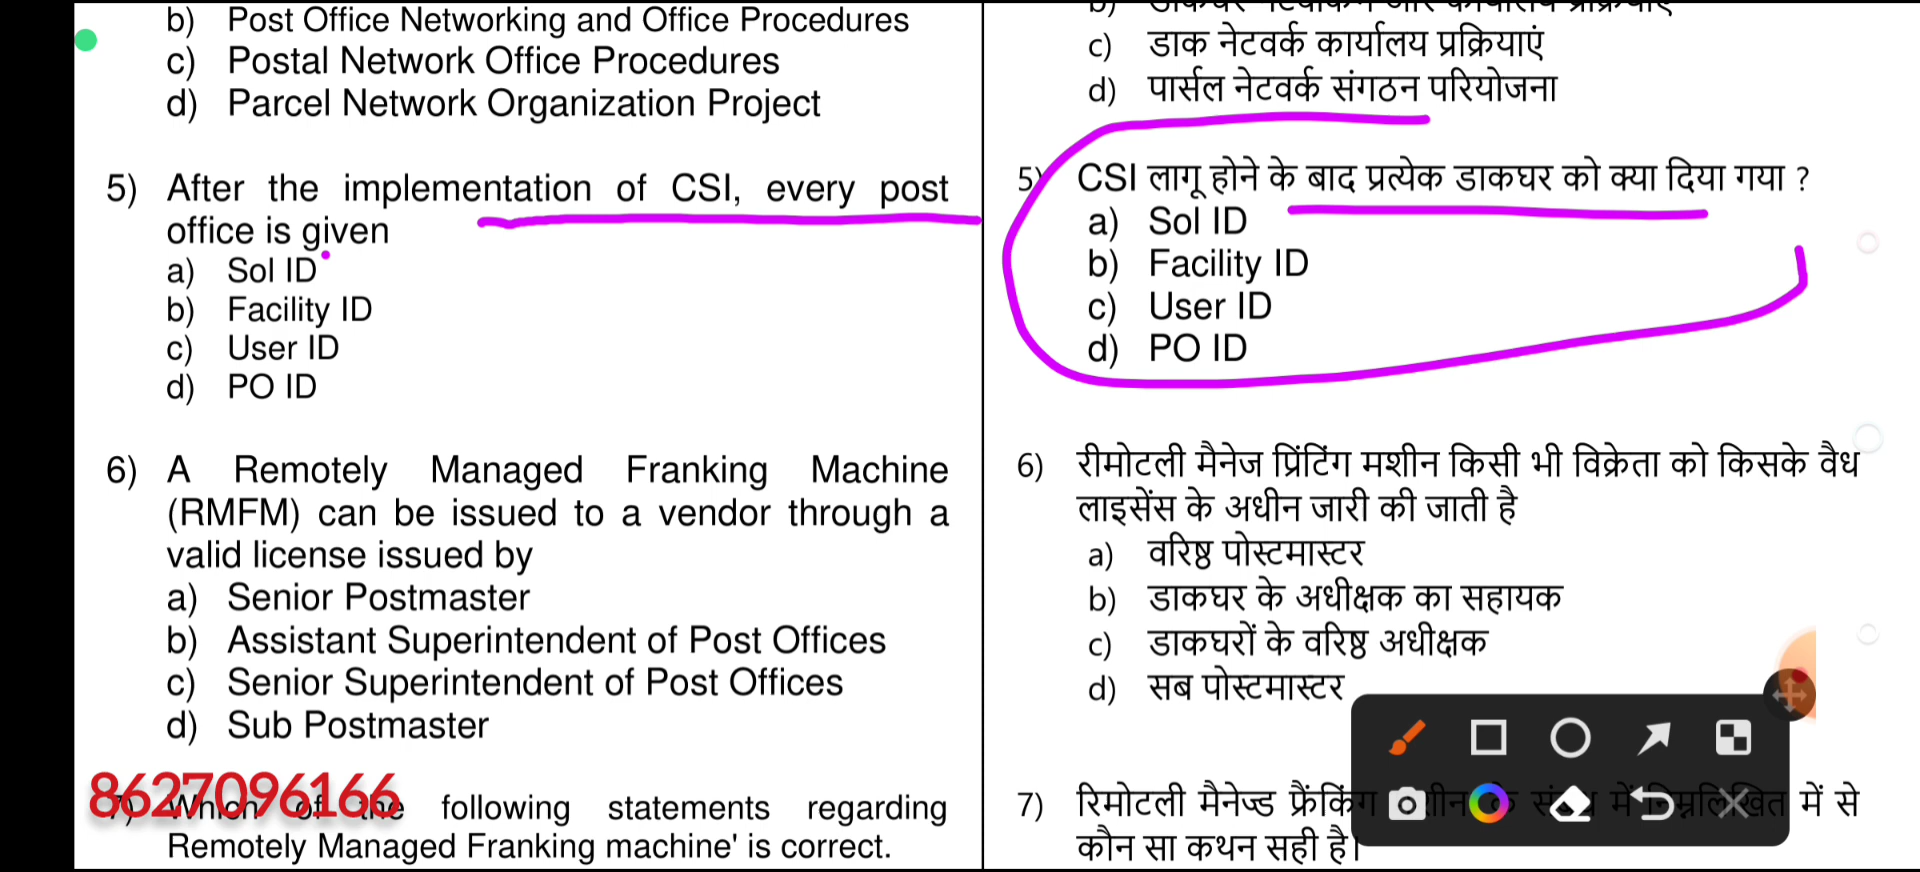 b) Post Office Networking and Office Procedures
c) Postal Network Office Procedures
d) Parcel Network Organization Project
5) After the implementation of CSI, every post
office is given
a) Sol ID
b) Facility ID
c) User ID
d) PO ID
6) A Remotely Managed Franking Machine
(RMFM) can be issued to a vendor through a
valid license issued by
a) Senior Postmaster
b) Assistant Superintendent of Post Offices
c) Senior Superintendent of Post Offices
d) Sub Postmaster
8627096166
7) Which of the following statements regarding
Remotely Managed Franking machine' is correct.
c) डाक नेटवर्क कार्यालय प्रक्रियाएं
d) पार्सल नेटवर्क संगठन परियोजना
5) CSI लागू होने के बाद प्रत्येक डाकघर को क्या दिया गया ?
a) Sol ID
b) Facility ID
c) User ID
d) PO ID
6) रीमोटली मैनेज प्रिंटिंग मशीन किसी भी विक्रेता को किसके वैध
लाइसेंस के अधीन जारी की जाती है
a) वरिष्ठ पोस्टमास्टर
b) डाकघर के अधीक्षक का सहायक
c) डाकघरों के वरिष्ठ अधीक्षक
d) सब पोस्टमास्टर
7) रिमोटली मैनेज्ड फ्रैंकिंग में निम्नलिखित में से
कौन सा कथन सही है।